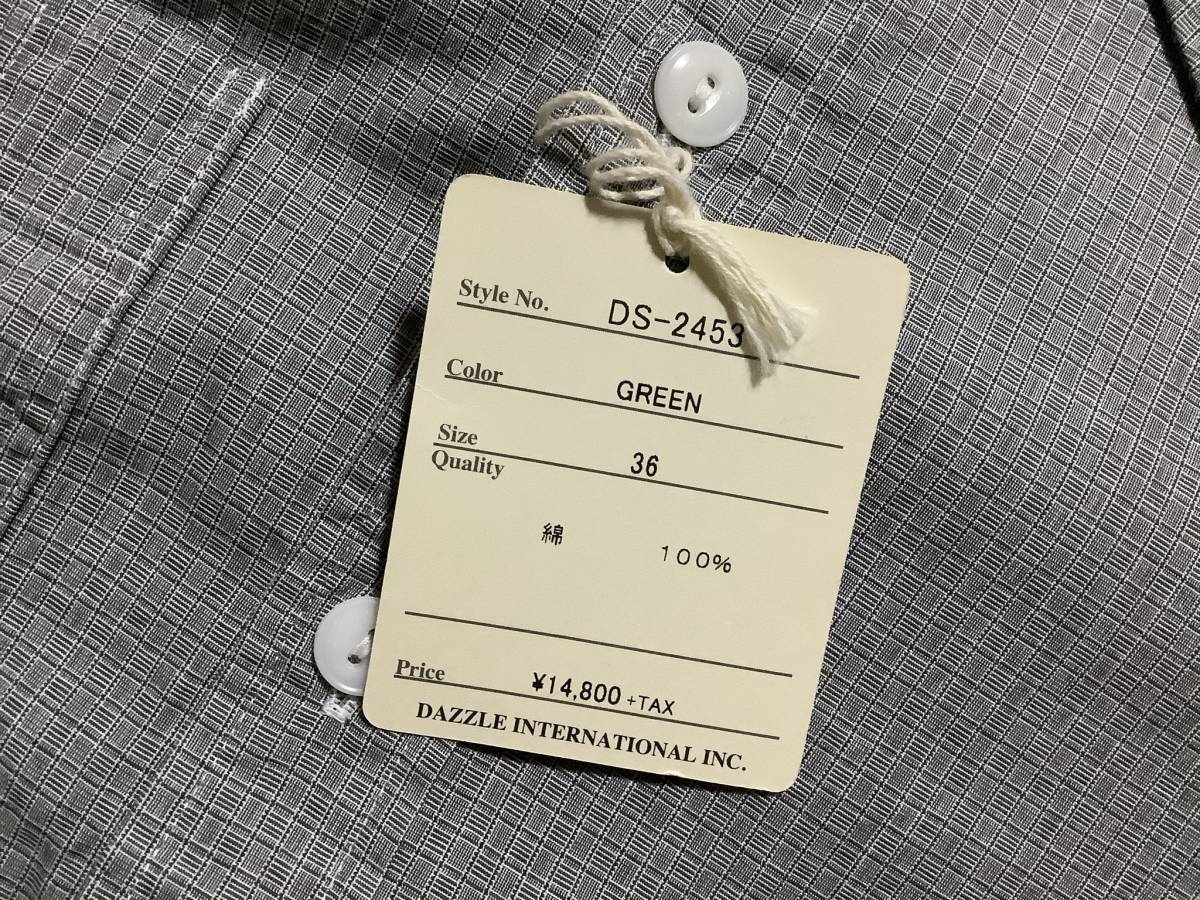 Style No. DS-2453
Color GREEN
Size 36
Quality
綿 100%
Price ¥14,800 +TAX
DAZZLE INTERNATIONAL INC.